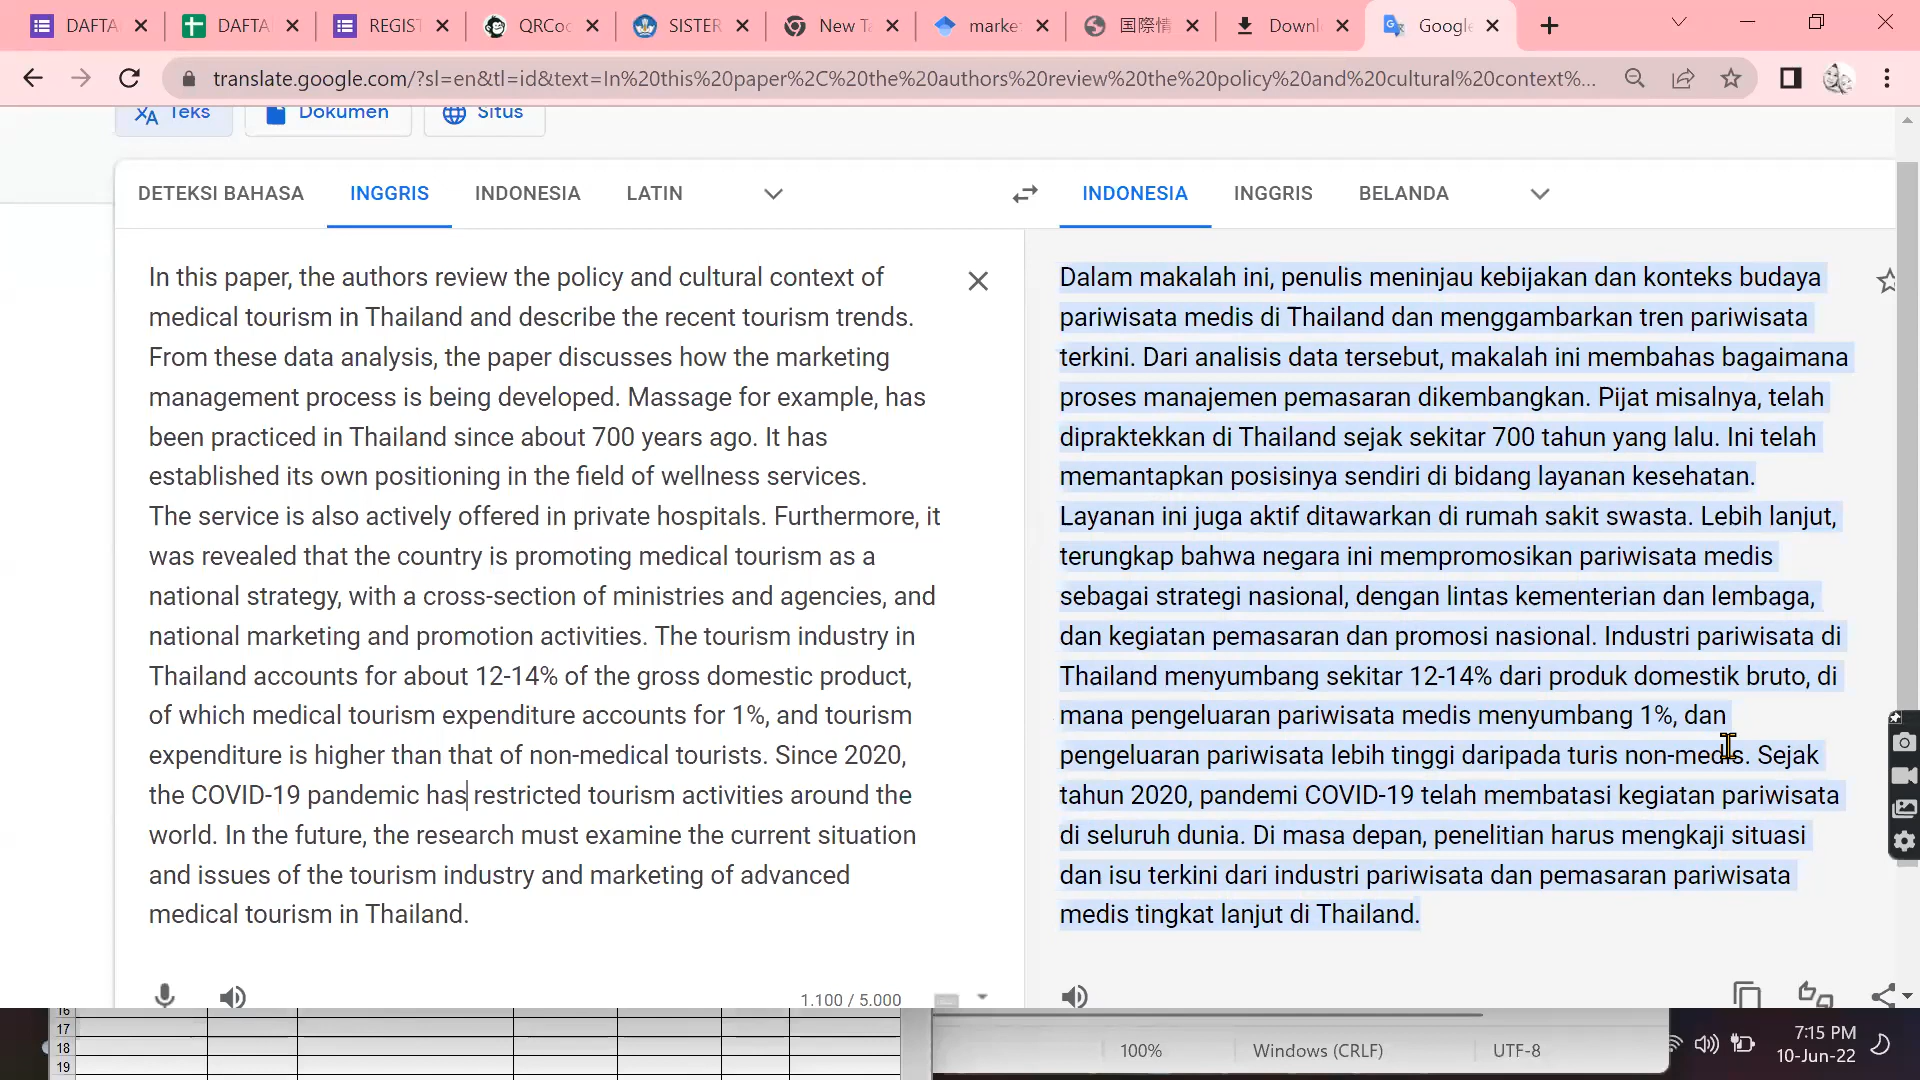 DAFTA
DAFTA
REGIST
QRCo
SISTER
New Ta
marke
国際情
Downl
Google
translate.google.com/?sl=en&tl=id&text=In%20this%20paper%2C%20the%20authors%20review%20the%20policy%20and%20cultural%20context%...
Teks
Dokumen
Situs
DETEKSI BAHASA
INGGRIS
INDONESIA
LATIN
INDONESIA
INGGRIS
BELANDA
In this paper, the authors review the policy and cultural context of
medical tourism in Thailand and describe the recent tourism trends.
From these data analysis, the paper discusses how the marketing
management process is being developed. Massage for example, has
been practiced in Thailand since about 700 years ago. It has
established its own positioning in the field of wellness services.
The service is also actively offered in private hospitals. Furthermore, it
was revealed that the country is promoting medical tourism as a
national strategy, with a cross-section of ministries and agencies, and
national marketing and promotion activities. The tourism industry in
Thailand accounts for about 12-14% of the gross domestic product,
of which medical tourism expenditure accounts for 1%, and tourism
expenditure is higher than that of non-medical tourists. Since 2020,
the COVID-19 pandemic has restricted tourism activities around the
world. In the future, the research must examine the current situation
and issues of the tourism industry and marketing of advanced
medical tourism in Thailand.
1.100 / 5.000
Dalam makalah ini, penulis meninjau kebijakan dan konteks budaya
pariwisata medis di Thailand dan menggambarkan tren pariwisata
terkini. Dari analisis data tersebut, makalah ini membahas bagaimana
proses manajemen pemasaran dikembangkan. Pijat misalnya, telah
dipraktekkan di Thailand sejak sekitar 700 tahun yang lalu. Ini telah
memantapkan posisinya sendiri di bidang layanan kesehatan.
Layanan ini juga aktif ditawarkan di rumah sakit swasta. Lebih lanjut,
terungkap bahwa negara ini mempromosikan pariwisata medis
sebagai strategi nasional, dengan lintas kementerian dan lembaga,
dan kegiatan pemasaran dan promosi nasional. Industri pariwisata di
Thailand menyumbang sekitar 12-14% dari produk domestik bruto, di
mana pengeluaran pariwisata medis menyumbang 1%, dan
pengeluaran pariwisata lebih tinggi daripada turis non-medis. Sejak
tahun 2020, pandemi COVID-19 telah membatasi kegiatan pariwisata
di seluruh dunia. Di masa depan, penelitian harus mengkaji situasi
dan isu terkini dari industri pariwisata dan pemasaran pariwisata
medis tingkat lanjut di Thailand.
16
17
18
19
100%
Windows (CRLF)
UTF-8
7:15 PM
10-Jun-22